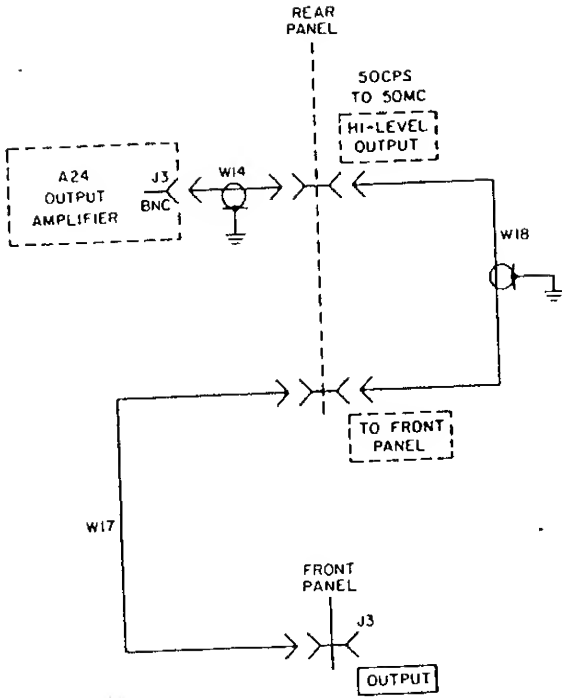 REAR
PANEL
50CPS
TO 50MC
HI-LEVEL
OUTPUT
A24
OUTPUT
AMPLIFIER
J3
BNC
W14
W18
TO FRONT
PANEL
W17
FRONT
PANEL
J3
OUTPUT